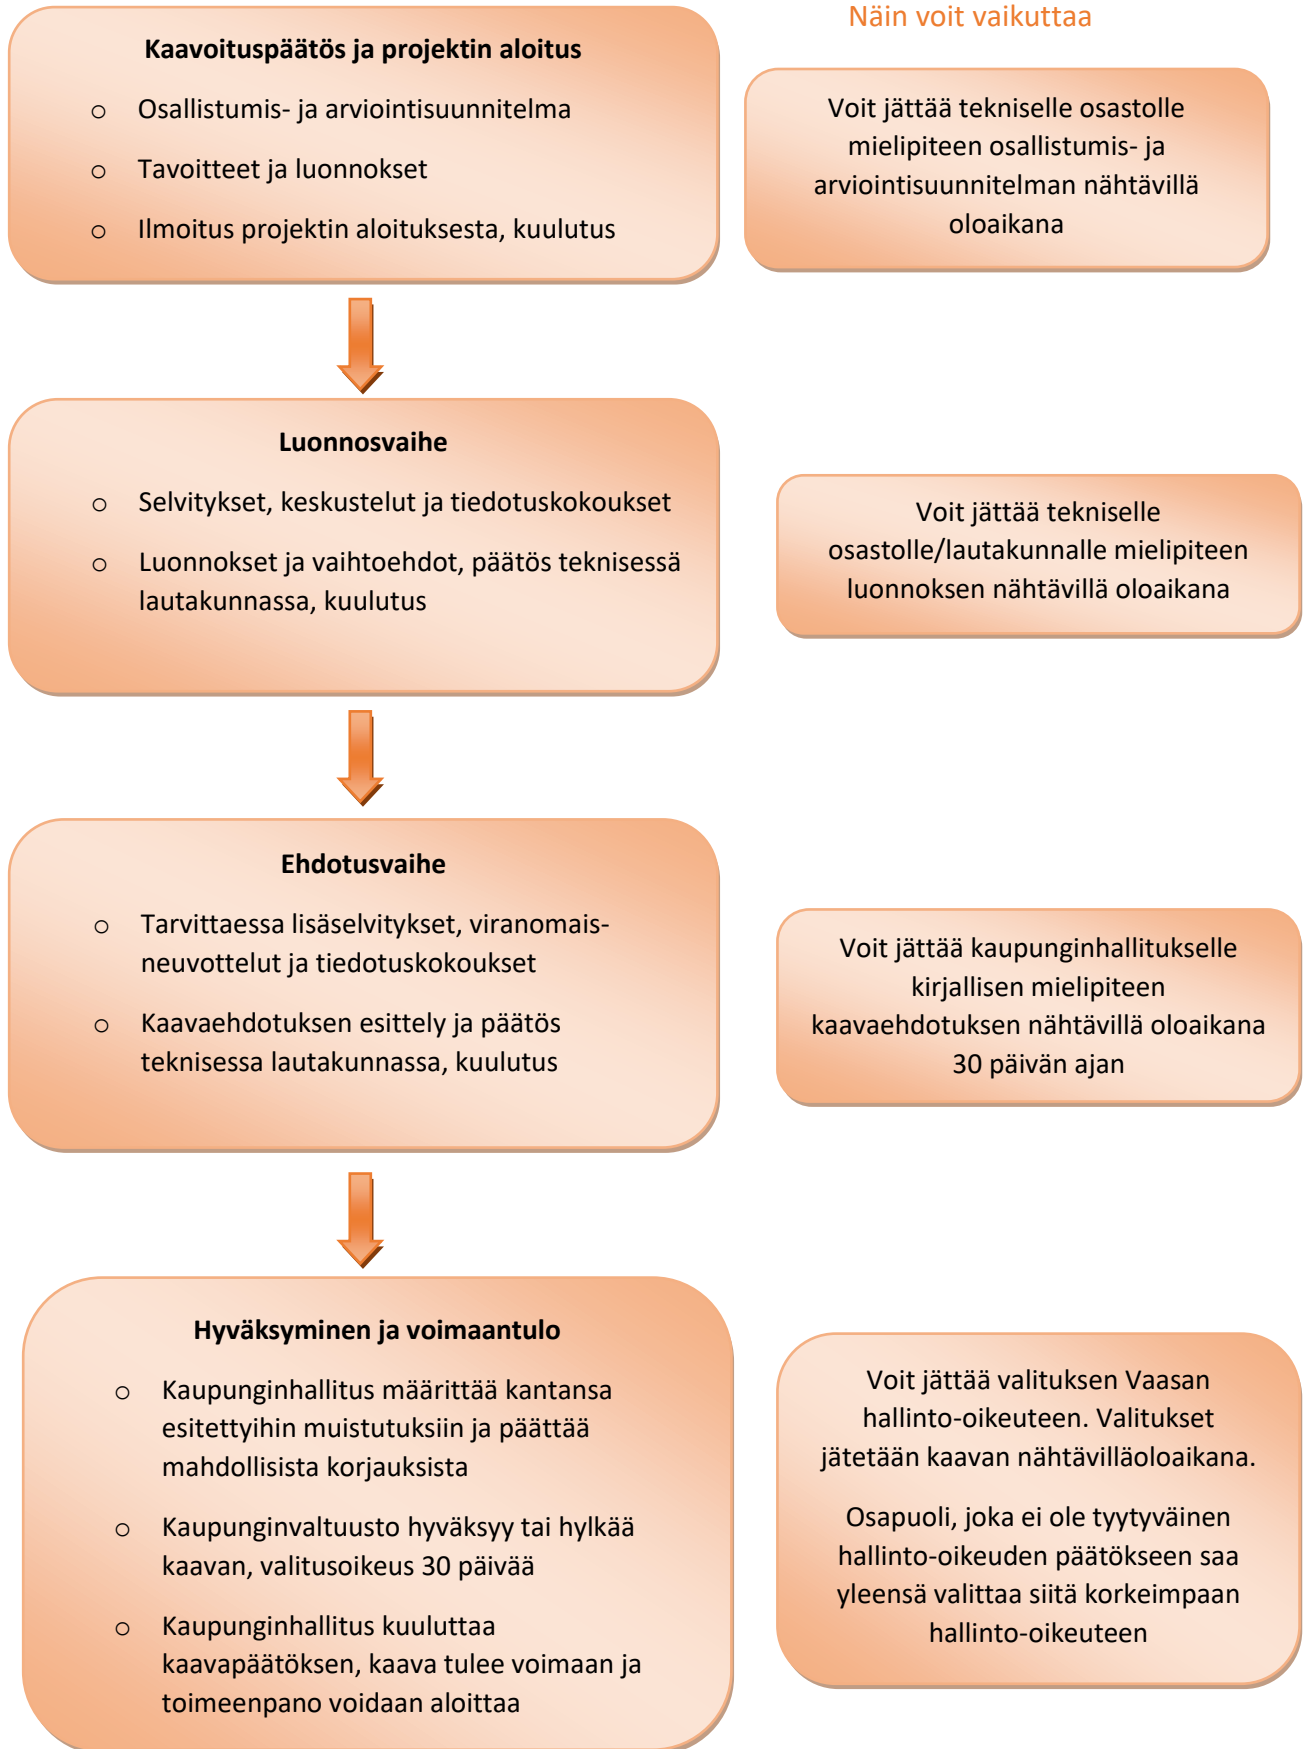 Näin voit vaikuttaa
Kaavoituspäätös ja projektin aloitus
o Osallistumis- ja arviointisuunnitelma
o Tavoitteet ja luonnokset
o Ilmoitus projektin aloituksesta, kuulutus
Voit jättää tekniselle osastolle
mielipiteen osallistumis- ja
arviointisuunnitelman nähtävillä
oloaikana
Luonnosvaihe
o Selvitykset, keskustelut ja tiedotuskokoukset
o Luonnokset ja vaihtoehdot, päätös teknisessä
lautakunnassa, kuulutus
Voit jättää tekniselle
osastolle/lautakunnalle mielipiteen
luonnoksen nähtävillä oloaikana
Ehdotusvaihe
o Tarvittaessa lisäselvitykset, viranomais-
neuvottelut ja tiedotuskokoukset
o Kaavaehdotuksen esittely ja päätös
teknisessa lautakunnassa, kuulutus
Voit jättää kaupunginhallitukselle
kirjallisen mielipiteen
kaavaehdotuksen nähtävillä oloaikana
30 päivän ajan
Hyväksyminen ja voimaantulo
o Kaupunginhallitus määrittää kantansa
esitettyihin muistutuksiin ja päättää
mahdollisista korjauksista
o Kaupunginvaltuusto hyväksyy tai hylkää
kaavan, valitusoikeus 30 päivää
o Kaupunginhallitus kuuluttaa
kaavapäätöksen, kaava tulee voimaan ja
toimeenpano voidaan aloittaa
Voit jättää valituksen Vaasan
hallinto-oikeuteen. Valitukset
jätetään kaavan nähtävilläoloaikana.
Osapuoli, joka ei ole tyytyväinen
hallinto-oikeuden päätökseen saa
yleensä valittaa siitä korkeimpaan
hallinto-oikeuteen